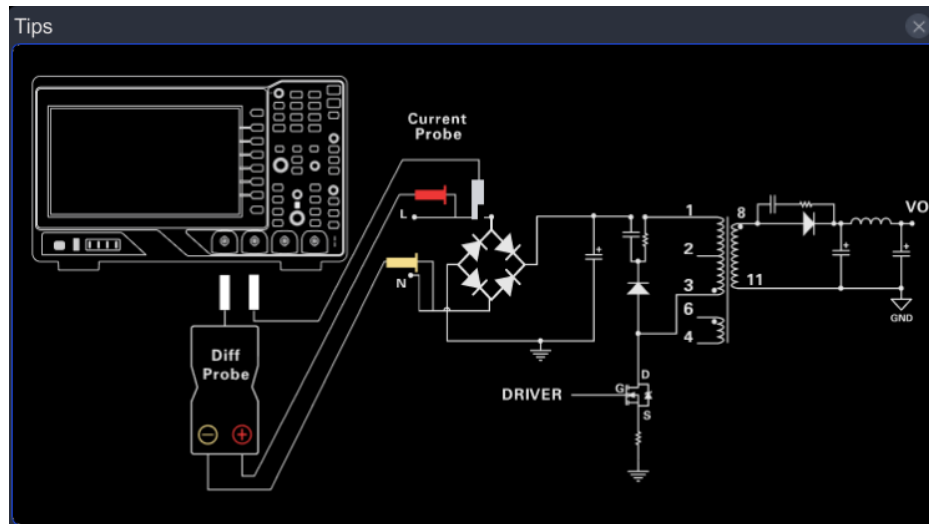 Tips
Current
Probe
L
N
Diff
Probe
1
2
3
6
4
8
11
VO
GND
DRIVER
G
D
S